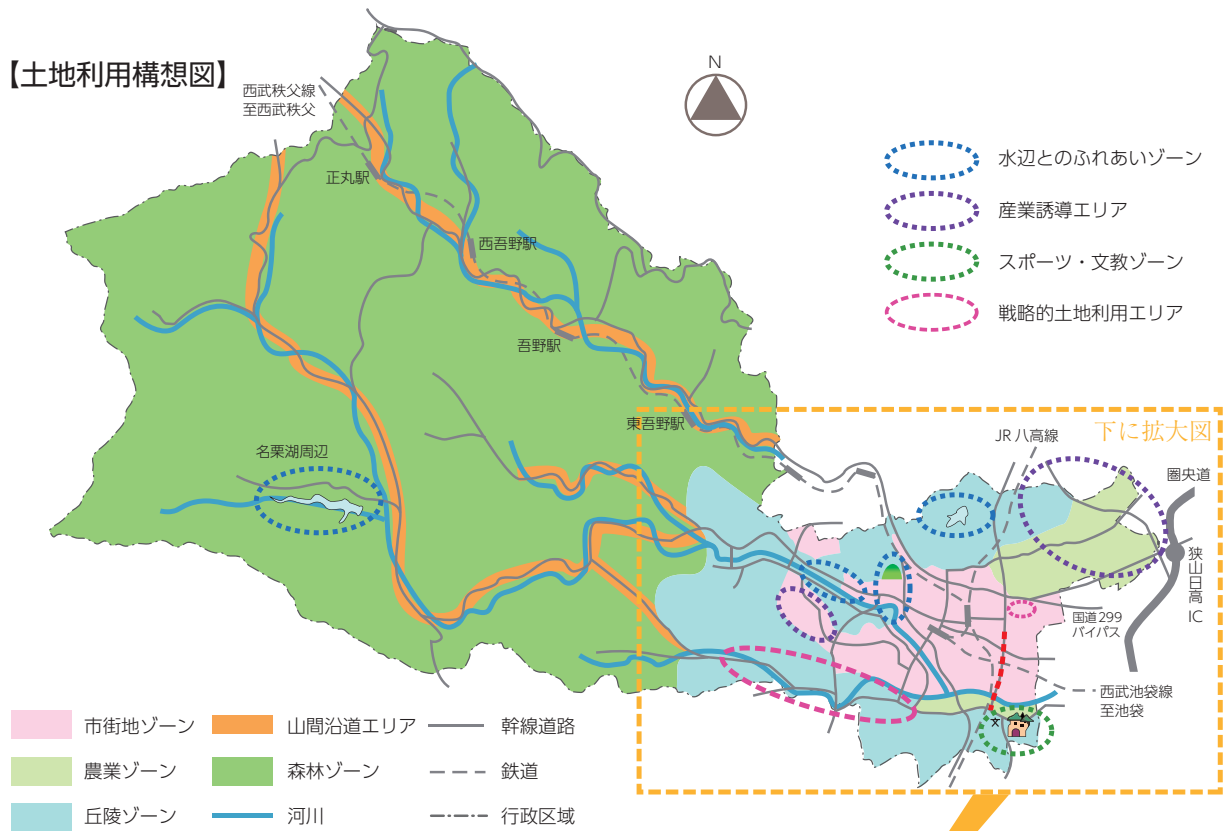 【土地利用構想図】
西武秩父線
至西武秩父
N
水辺とのふれあいゾーン
産業誘導エリア
スポーツ・文教ゾーン
戦略的土地利用エリア
正丸駅
西吾野駅
吾野駅
東吾野駅
名栗湖周辺
下に拡大図
JR 八高線
圏央道
狭山日高IC
国道299
バイパス
西武池袋線
至池袋
文
市街地ゾーン
山間沿道エリア
幹線道路
農業ゾーン
森林ゾーン
鉄道
丘陵ゾーン
河川
行政区域